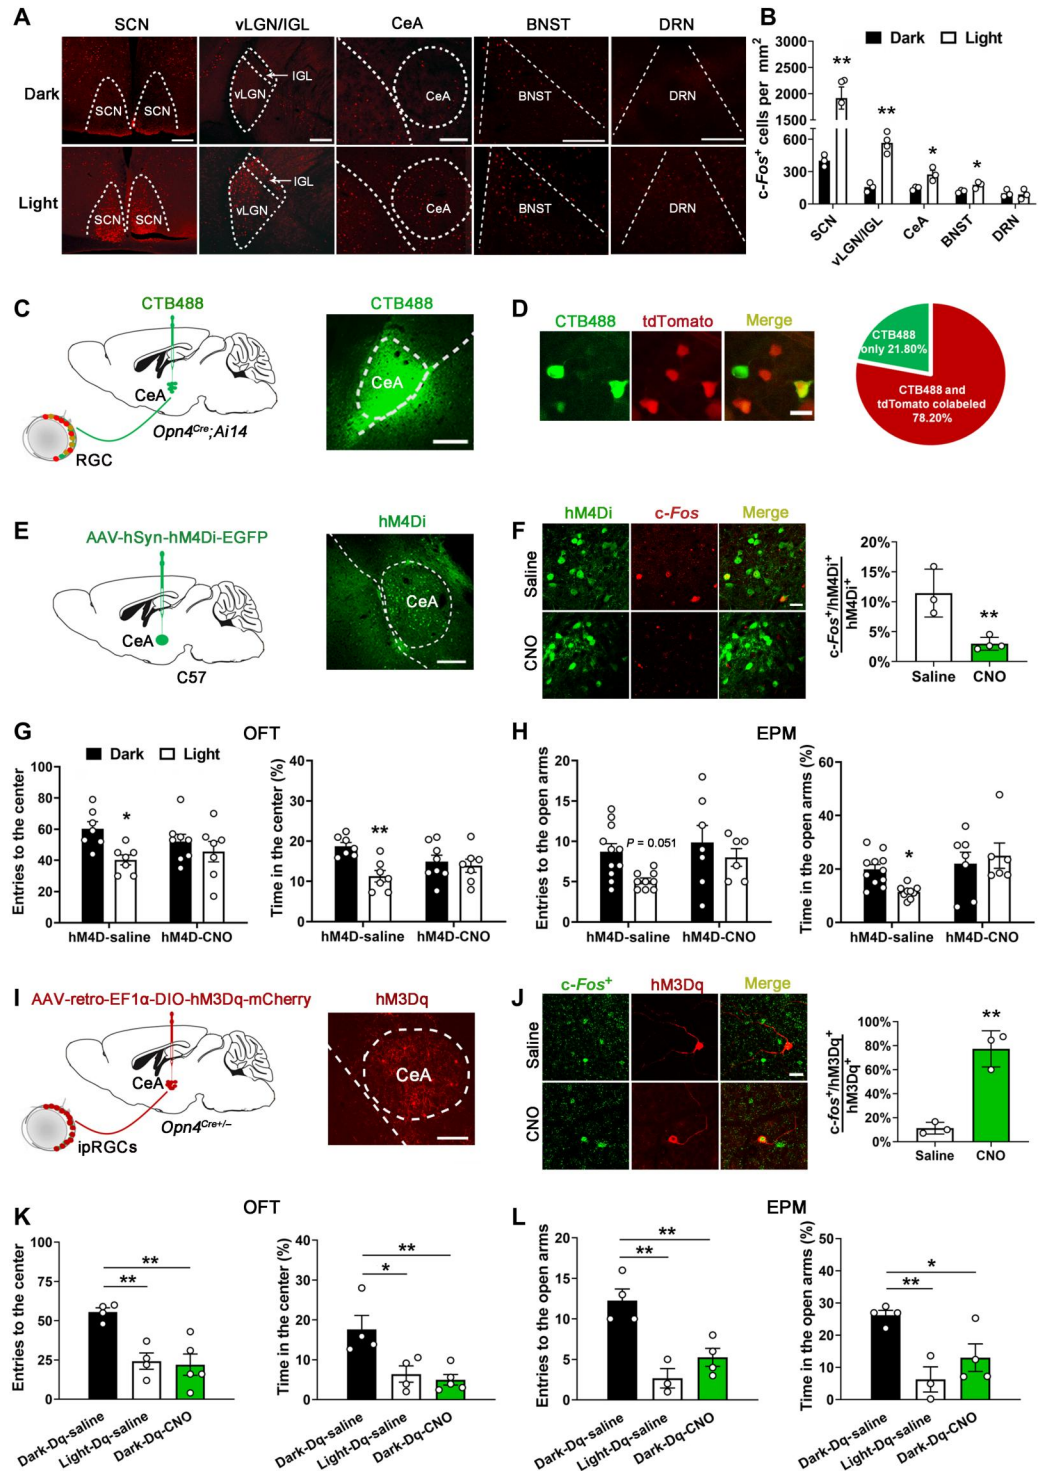 A
SCN
vLGN/IGL
CeA
BNST
DRN
Dark
SCN
SCN
IGL
vLGN
CeA
BNST
DRN
Light
SCN
SCN
IGL
vLGN
CeA
BNST
DRN
B
Dark
Light
c-Fos+ cells per mm²
3000
2500
2000
1500
600
300
0
**
**
*
*
SCN
vLGN/IGL
CeA
BNST
DRN
C
CTB488
CeA
Opn4Cre;Ai14
RGC
CTB488
CeA
D
CTB488
tdTomato
Merge
CTB488
only 21.80%
CTB488 and
tdTomato colabeled
78.20%
E
AAV-hSyn-hM4Di-EGFP
CeA
C57
hM4Di
CeA
F
hM4Di
c-Fos
Merge
Saline
CNO
c-Fos+/hM4Di+
hM4Di+
20%
15%
10%
5%
0%
**
Saline
CNO
G
OFT
Dark
Light
Entries to the center
100
80
60
40
20
0
*
hM4D-saline
hM4D-CNO
Time in the center (%)
40
30
20
10
0
**
hM4D-saline
hM4D-CNO
H
EPM
Entries to the open arms
20
15
10
5
0
P = 0.051
hM4D-saline
hM4D-CNO
Time in the open arms (%)
60
40
20
0
*
hM4D-saline
hM4D-CNO
I
AAV-retro-EF1α-DIO-hM3Dq-mCherry
CeA
Opn4Cre+/–
ipRGCs
hM3Dq
CeA
J
c-Fos+
hM3Dq
Merge
Saline
CNO
c-fos+/hM3Dq+
hM3Dq+
100%
80%
60%
40%
20%
0%
**
Saline
CNO
K
OFT
Entries to the center
100
75
50
25
0
**
**
Dark-Dq-saline
Light-Dq-saline
Dark-Dq-CNO
Time in the center (%)
40
30
20
10
0
**
*
Dark-Dq-saline
Light-Dq-saline
Dark-Dq-CNO
L
EPM
Entries to the open arms
20
15
10
5
0
**
**
Dark-Dq-saline
Light-Dq-saline
Dark-Dq-CNO
Time in the open arms (%)
50
40
30
20
10
0
*
**
Dark-Dq-saline
Light-Dq-saline
Dark-Dq-CNO